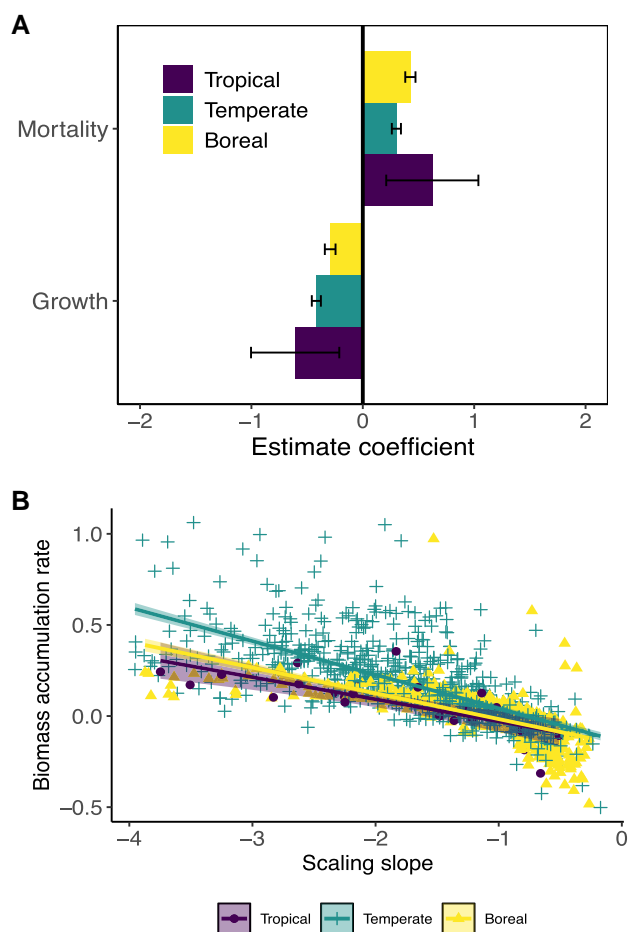 A
Tropical
Temperate
Boreal
Mortality
Growth
−2 −1 0 1 2
Estimate coefficient
B
Biomass accumulation rate
1.0
0.5
0.0
−0.5
−4 −3 −2 −1 0
Scaling slope
Tropical Temperate Boreal